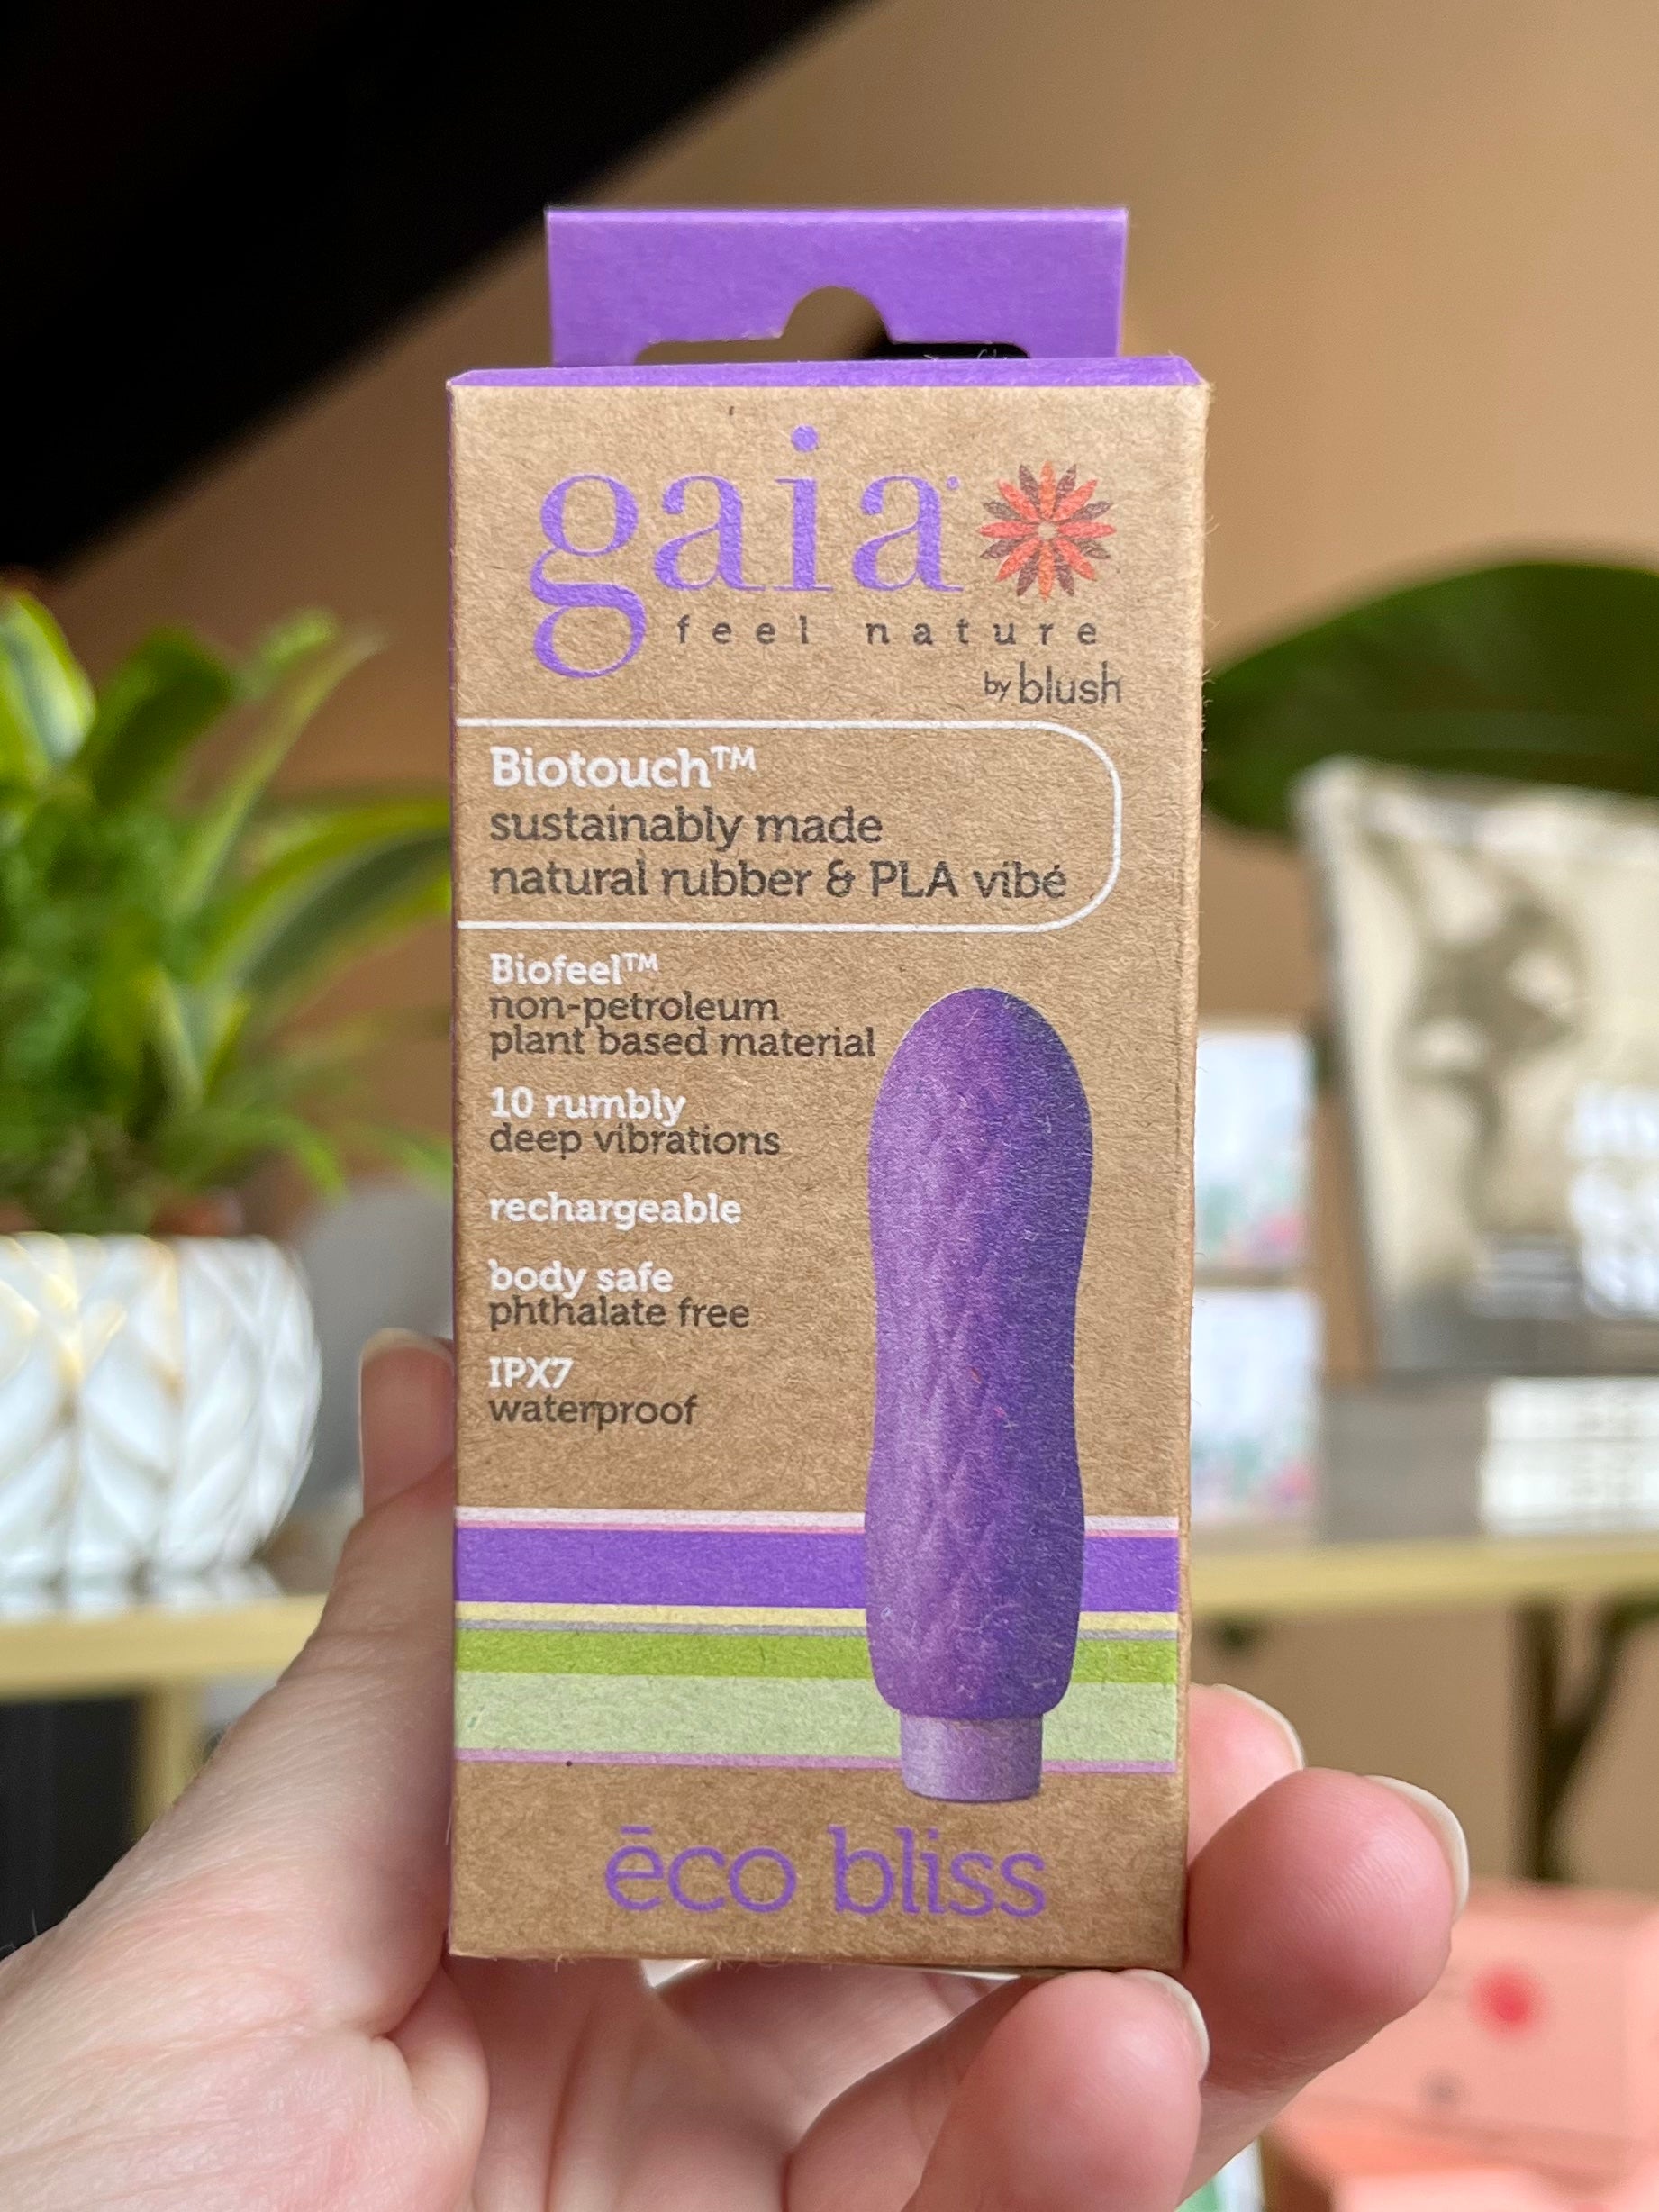 gaia
feel nature
by blush
Biotouch™
sustainably made
natural rubber & PLA vibé
Biofeel™
non-petroleum
plant based material
10 rumbly
deep vibrations
rechargeable
body safe
phthalate free
IPX7
waterproof
ēco bliss